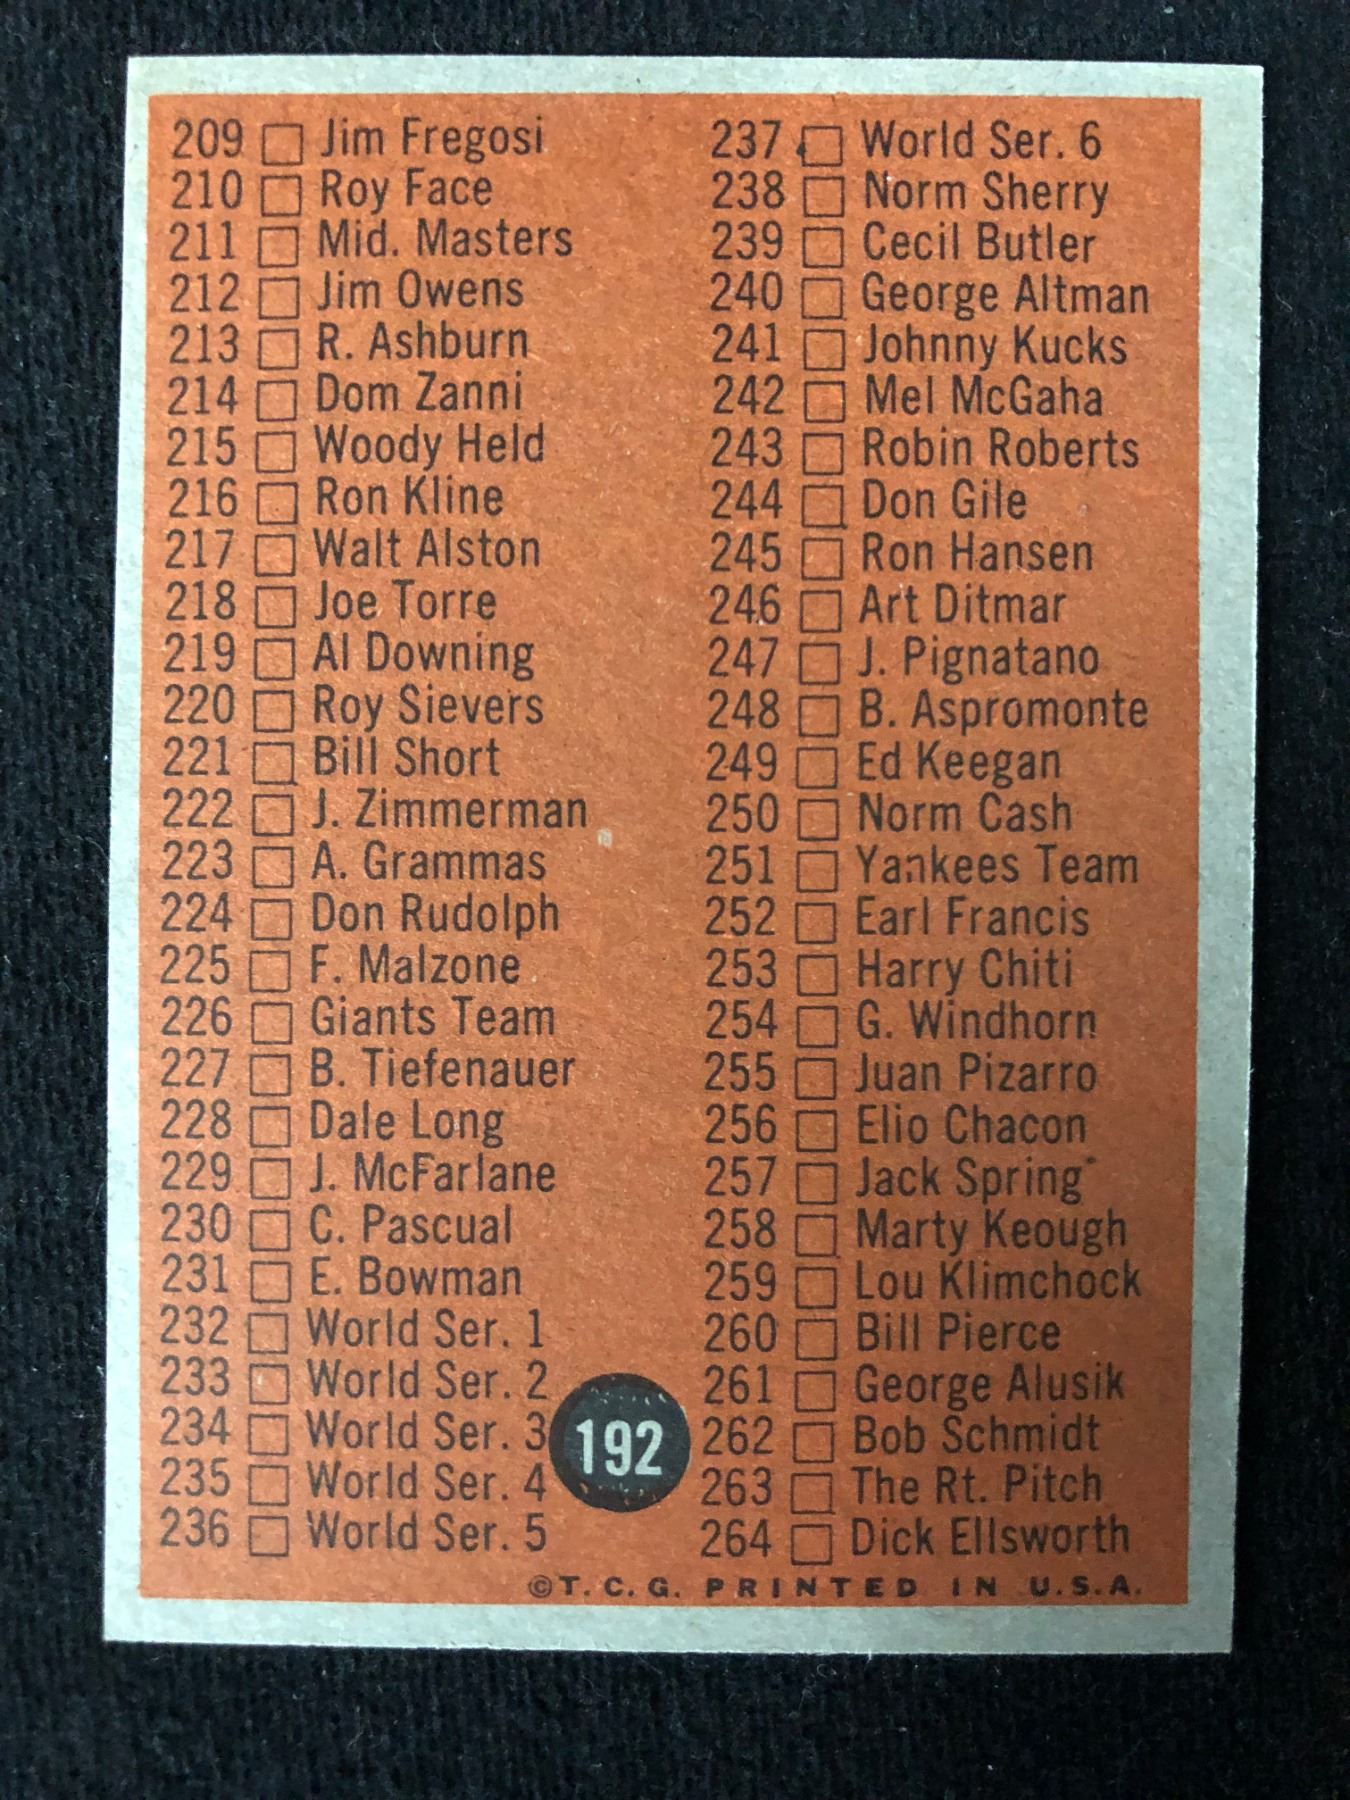 209 Jim Fregosi
210 Roy Face
211 Mid. Masters
212 Jim Owens
213 R. Ashburn
214 Dom Zanni
215 Woody Held
216 Ron Kline
217 Walt Alston
218 Joe Torre
219 Al Downing
220 Roy Sievers
221 Bill Short
222 J. Zimmerman
223 A. Grammas
224 Don Rudolph
225 F. Malzone
226 Giants Team
227 B. Tiefenauer
228 Dale Long
229 J. McFarlane
230 C. Pascual
231 E. Bowman
232 World Ser. 1
233 World Ser. 2
234 World Ser. 3
235 World Ser. 4
236 World Ser. 5
192
237 World Ser. 6
238 Norm Sherry
239 Cecil Butler
240 George Altman
241 Johnny Kucks
242 Mel McGaha
243 Robin Roberts
244 Don Gile
245 Ron Hansen
246 Art Ditmar
247 J. Pignatano
248 B. Aspromonte
249 Ed Keegan
250 Norm Cash
251 Yankees Team
252 Earl Francis
253 Harry Chiti
254 G. Windhorn
255 Juan Pizarro
256 Elio Chacon
257 Jack Spring
258 Marty Keough
259 Lou Klimchock
260 Bill Pierce
261 George Alusik
262 Bob Schmidt
263 The Rt. Pitch
264 Dick Ellsworth
©T.C.G. PRINTED IN U.S.A.